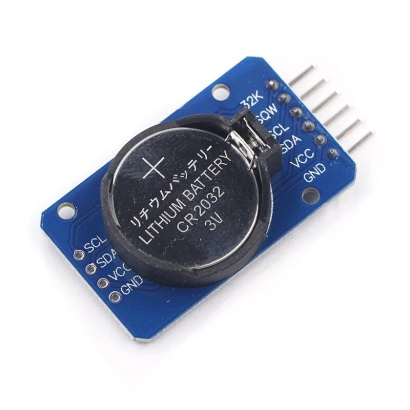 32K
SQW
SCL
SDA
VCC
GND
リチウムバッテリー
LITHIUM BATTERY
CR2032
3V
SCL
SDA
VCC
GND